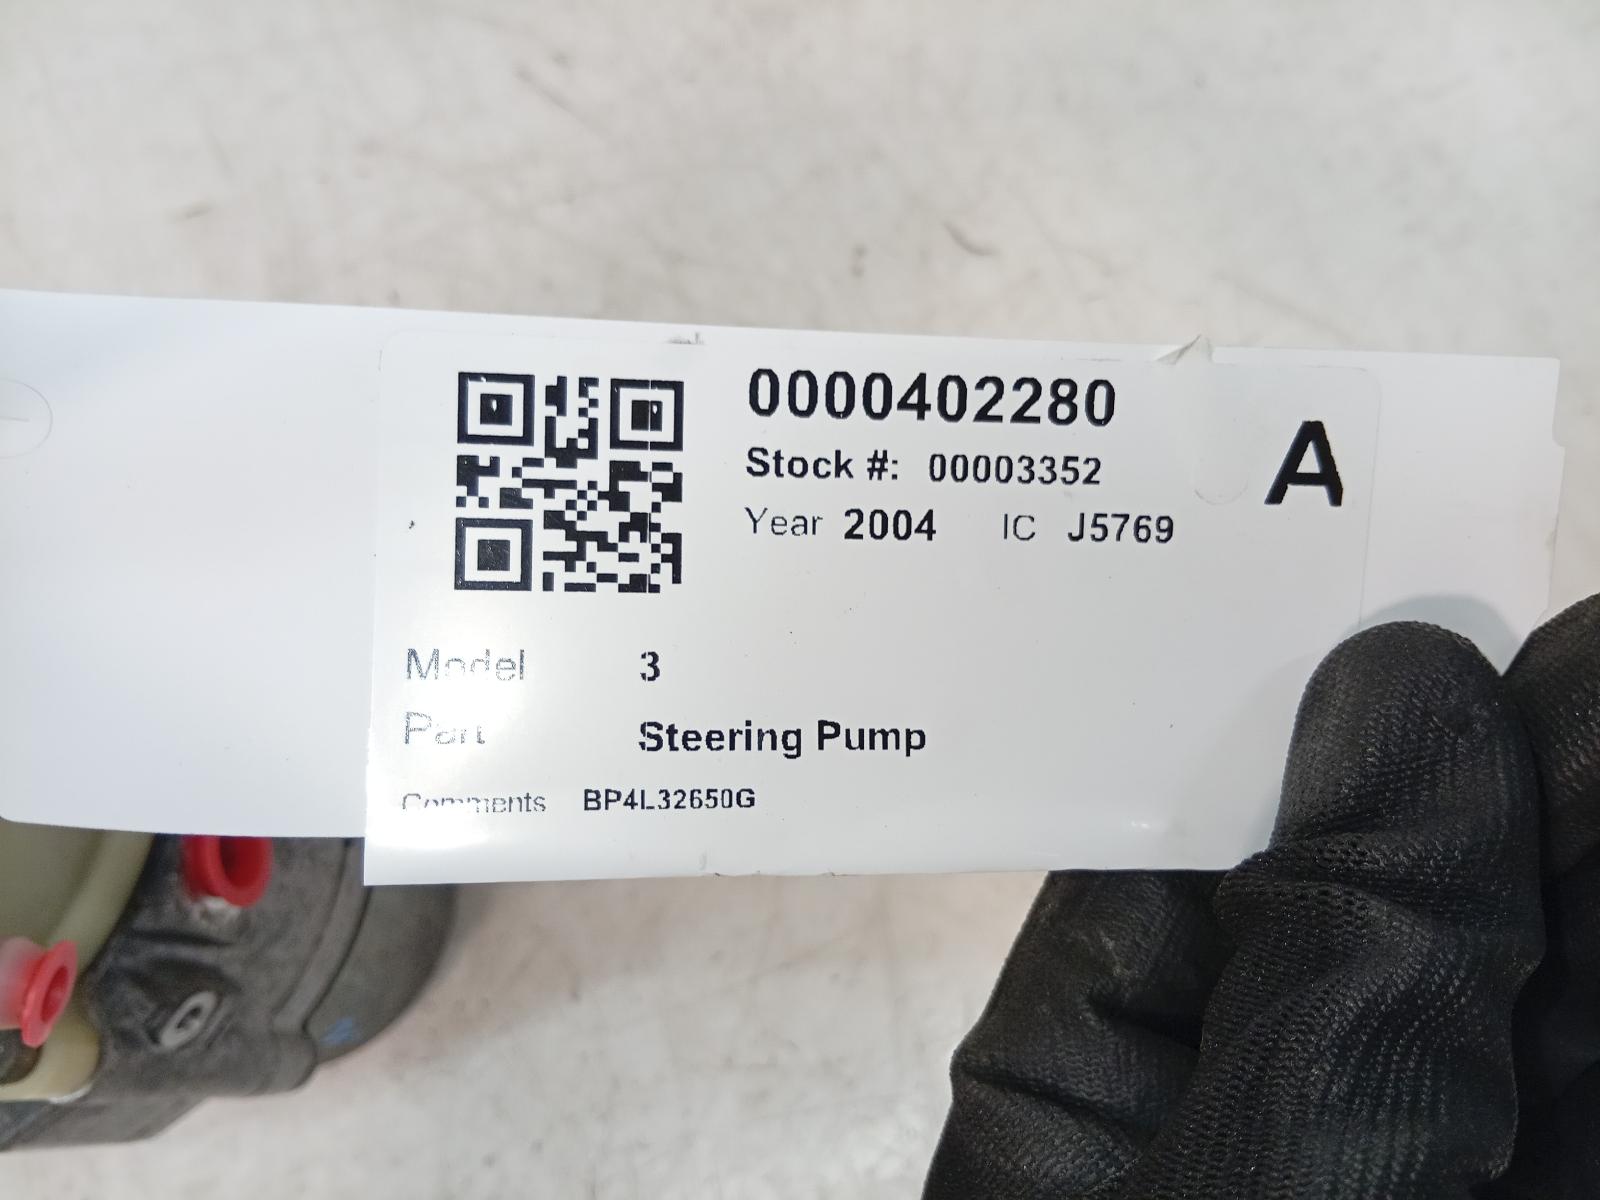 0000402280
A
Stock #: 00003352
Year 2004 IC J5769
Model 3
Part Steering Pump
Comments BP4L32650G